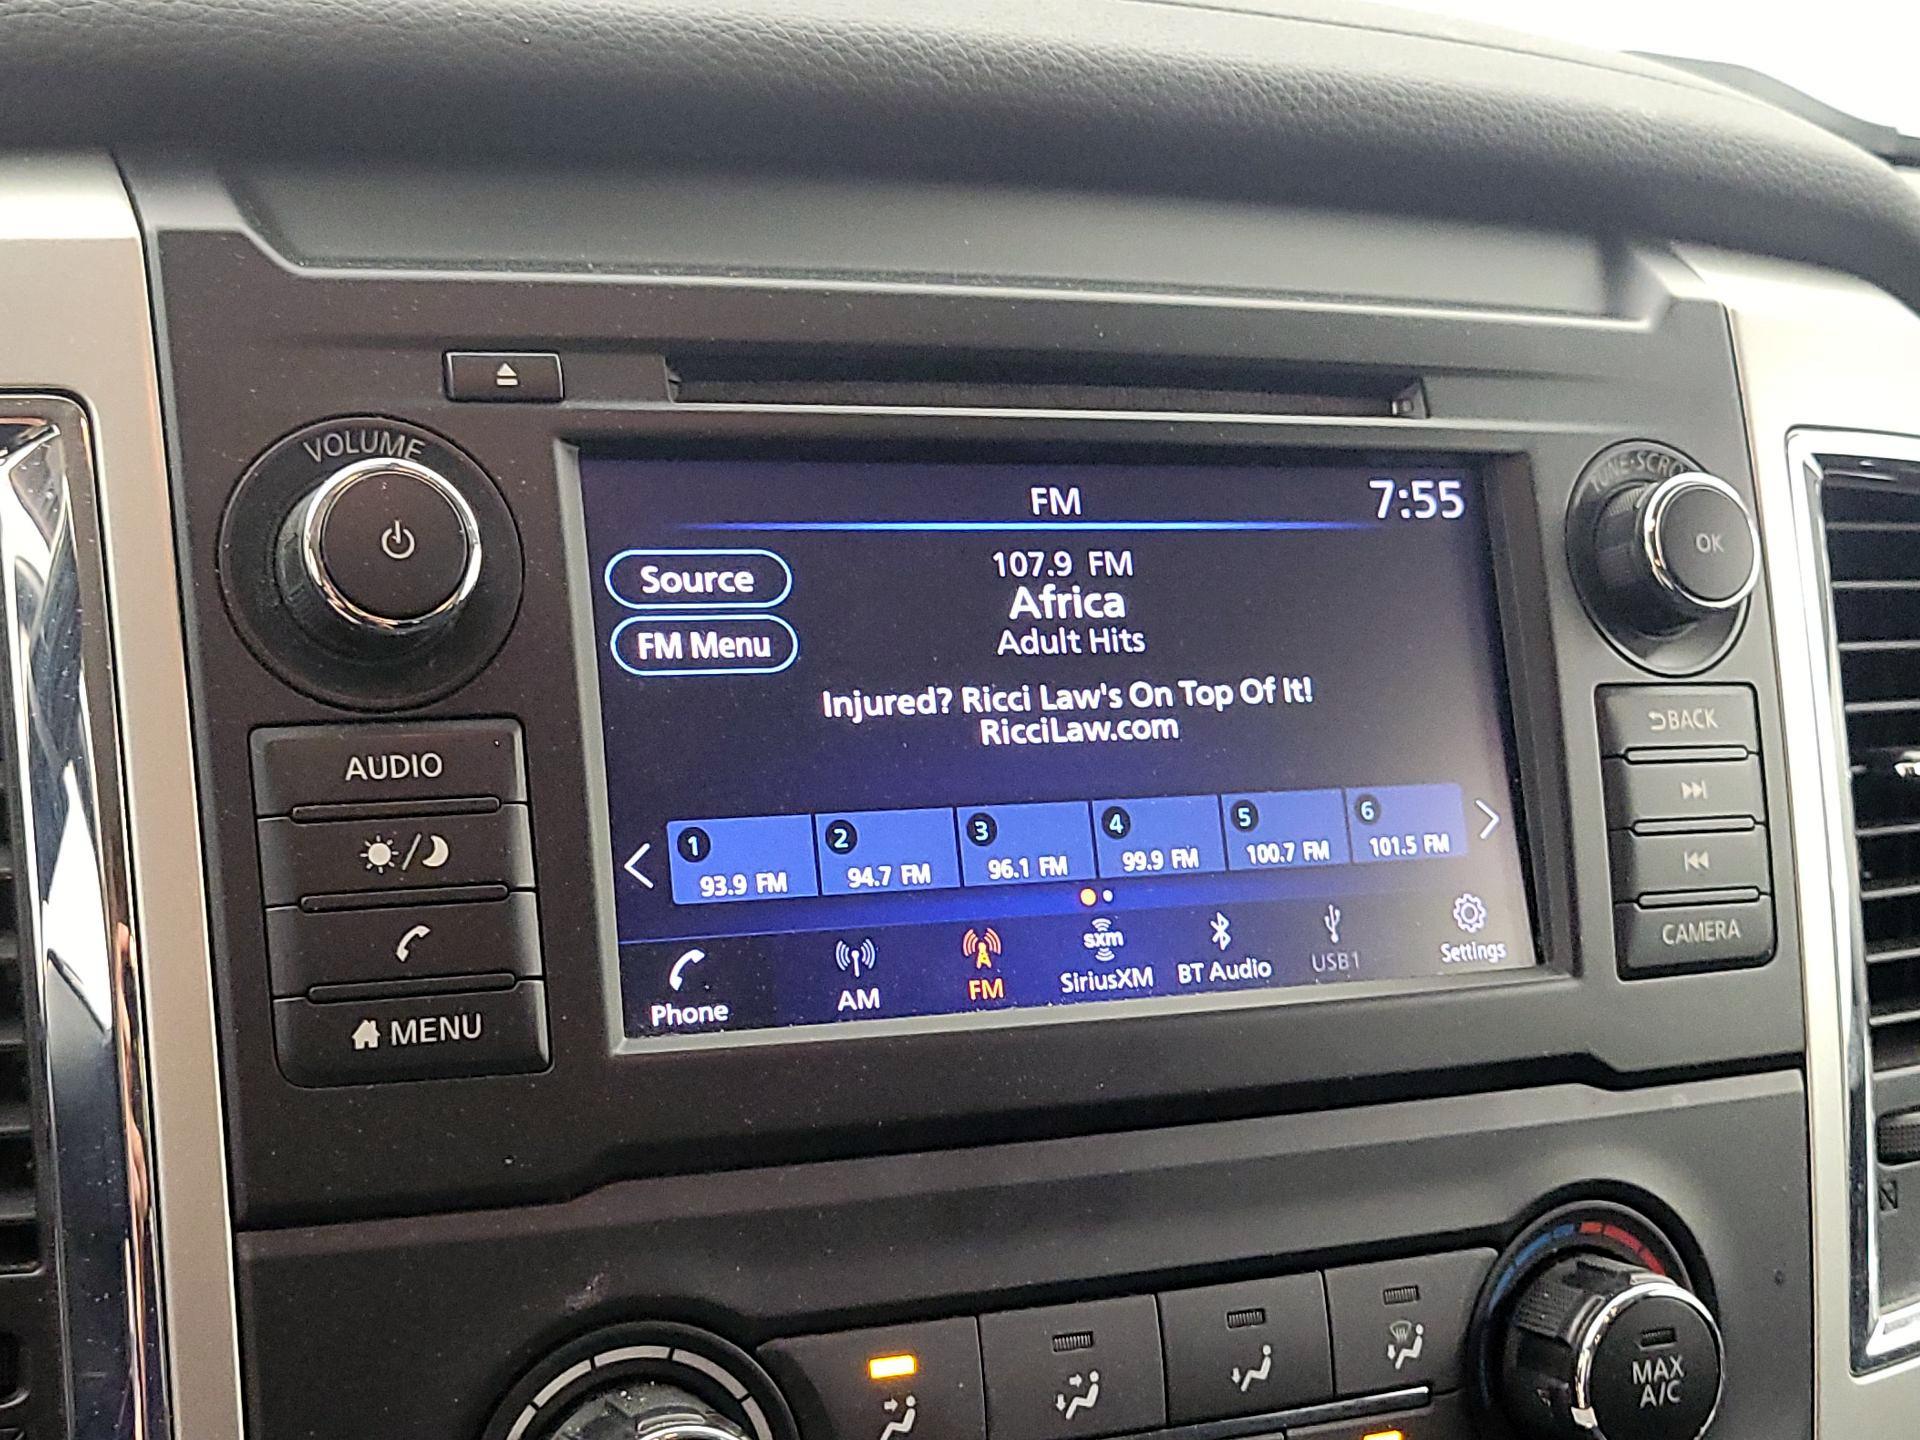 VOLUME
TUNE·SCRO
OK
FM
7:55
Source
107.9 FM
Africa
FM Menu
Adult Hits
Injured? Ricci Law's On Top Of It!
RicciLaw.com
1
93.9 FM
2
94.7 FM
3
96.1 FM
4
99.9 FM
5
100.7 FM
6
101.5 FM
Phone
AM
FM
sxm
SiriusXM
BT Audio
USB1
Settings
AUDIO
MENU
BACK
CAMERA
MAX
A/C